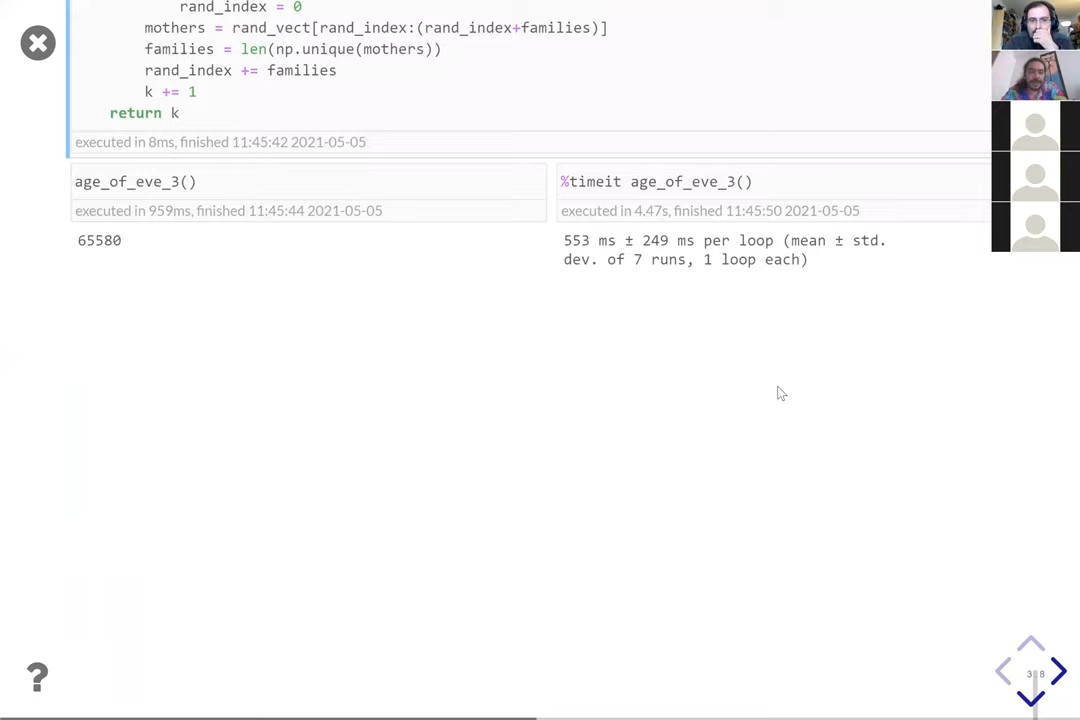 rand_index = 0
mothers = rand_vect[rand_index:(rand_index+families)]
families = len(np.unique(mothers))
rand_index += families
k += 1
return k
executed in 8ms, finished 11:45:42 2021-05-05
age_of_eve_3()
executed in 959ms, finished 11:45:44 2021-05-05
65580
%timeit age_of_eve_3()
executed in 4.47s, finished 11:45:50 2021-05-05
553 ms ± 249 ms per loop (mean ± std.
dev. of 7 runs, 1 loop each)
?
3 8